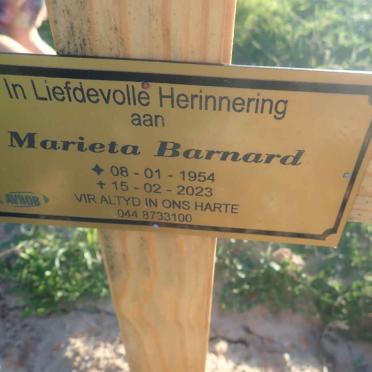 In Liefdevolle Herinnering
aan
Marieta Barnard
✦ 08 - 01 - 1954
✝ 15 - 02 - 2023
VIR ALTYD IN ONS HARTE
AVBOB
044 8733100